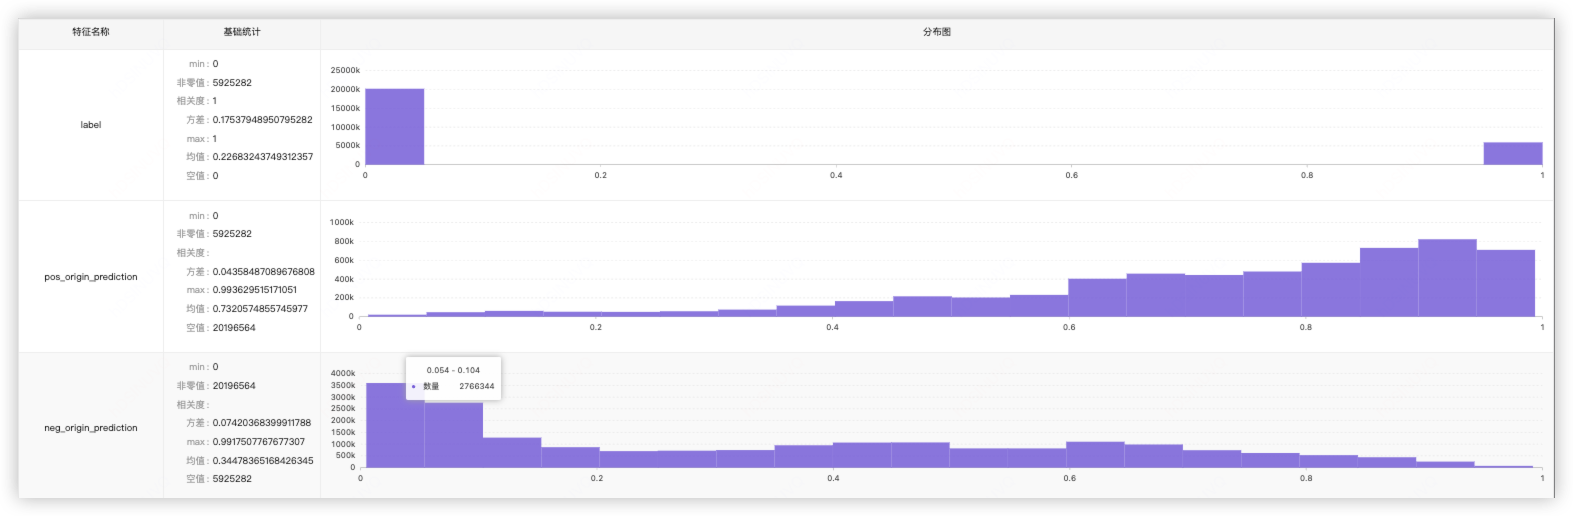 特征名称 基础统计 分布图
label
min : 0
非零值 : 5925282
相关度 : 1
方差 : 0.17537948950795282
max : 1
均值 : 0.22683243749312357
空值 : 0
25000k
20000k
15000k
10000k
5000k
0
0 0.2 0.4 0.6 0.8 1
pos_origin_prediction
min : 0
非零值 : 5925282
相关度 :
方差 : 0.04358487089676808
max : 0.993629515171051
均值 : 0.7320574855745977
空值 : 20196564
1000k
800k
600k
400k
200k
0
0 0.2 0.4 0.6 0.8 1
neg_origin_prediction
min : 0
非零值 : 20196564
相关度 :
方差 : 0.07420368399911788
max : 0.9917507767677307
均值 : 0.34478365168426345
空值 : 5925282
4000k
3500k
3000k
2500k
2000k
1500k
1000k
500k
0
0 0.2 0.4 0.6 0.8 1
0.054 - 0.104
数量 2766344